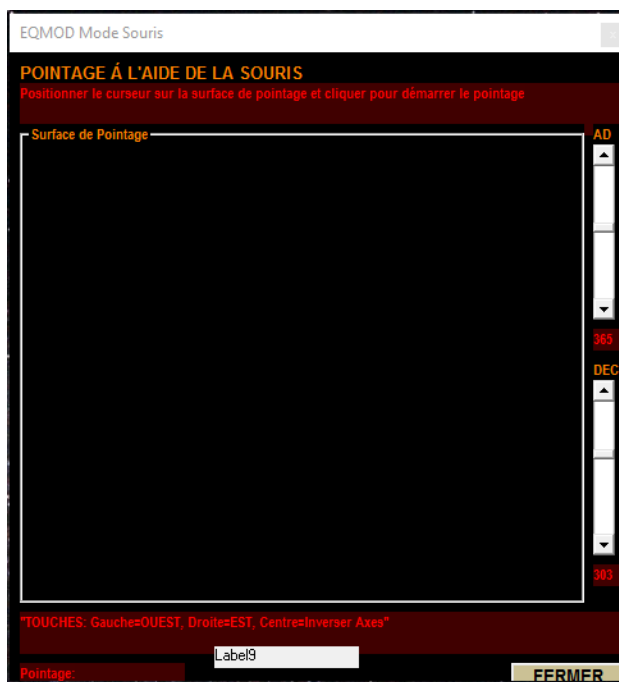 EQMOD Mode Souris
x
POINTAGE Á L'AIDE DE LA SOURIS
Positionner le curseur sur la surface de pointage et cliquer pour démarrer le pointage
Surface de Pointage
AD
365
DEC
303
"TOUCHES: Gauche=OUEST, Droite=EST, Centre=Inverser Axes"
Label9
Pointage:
FERMER